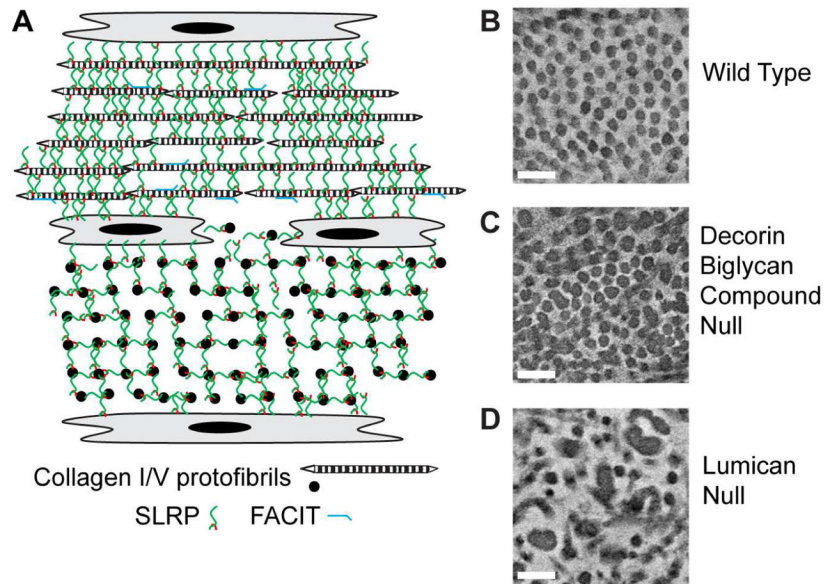 A
B
Wild Type
C
Decorin
Biglycan
Compound
Null
D
Lumican
Null
Collagen I/V protofibrils
SLRP
FACIT